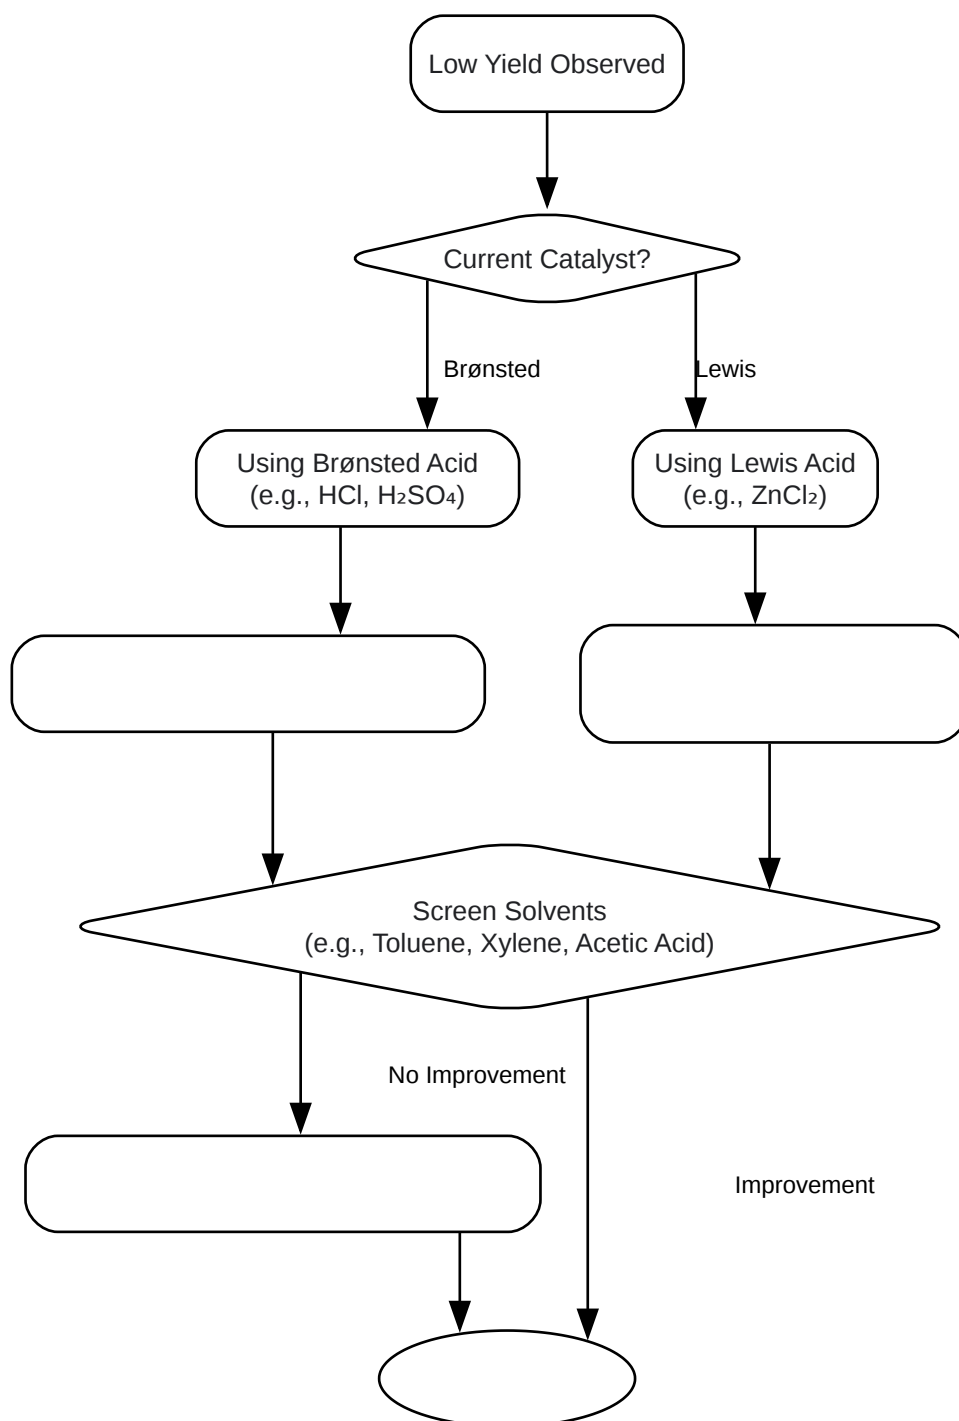 Low Yield Observed
Current Catalyst?
Brønsted
Lewis
Using Brønsted Acid
(e.g., HCl, H₂SO₄)
Using Lewis Acid
(e.g., ZnCl₂)
Screen Solvents
(e.g., Toluene, Xylene, Acetic Acid)
No Improvement
Improvement